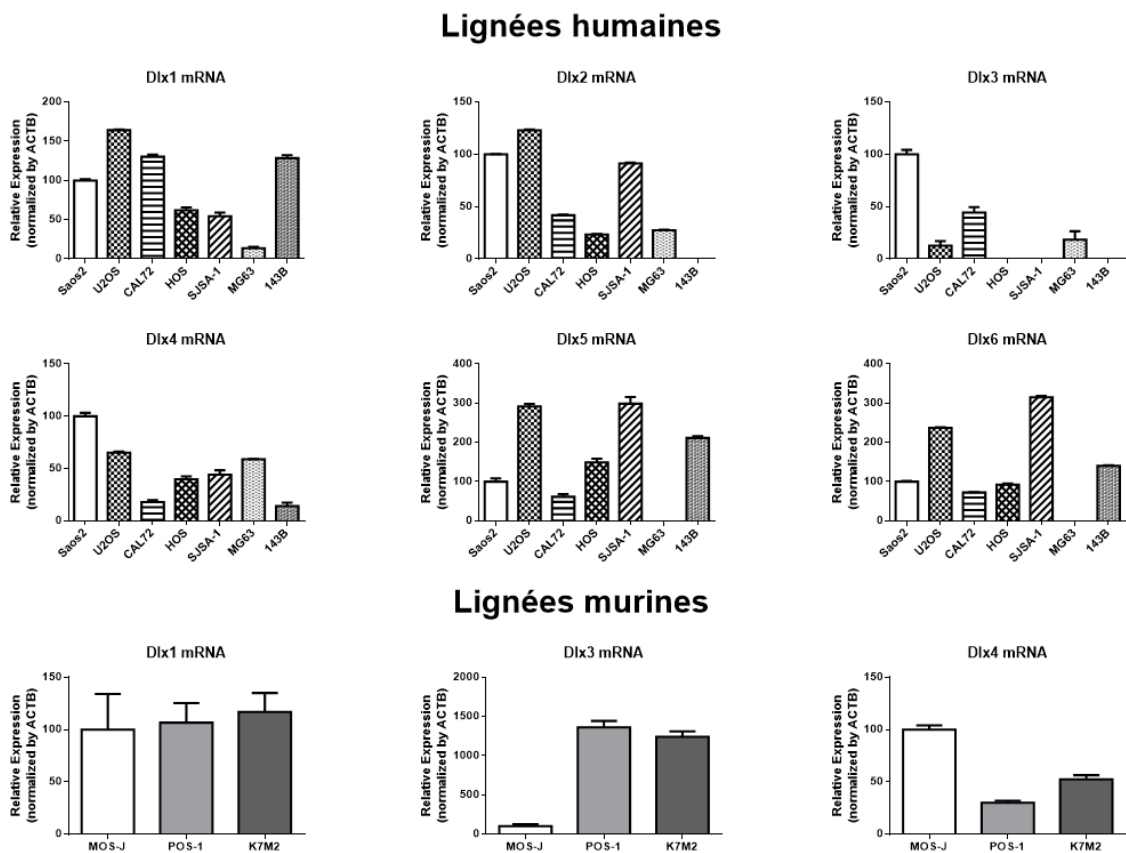 Lignées humaines
Dlx1 mRNA
Relative Expression
(normalized by ACTB)
200
150
100
50
0
Saos2
U2OS
CAL72
HOS
SJSA-1
MG63
143B
Dlx2 mRNA
Relative Expression
(normalized by ACTB)
150
100
50
0
Saos2
U2OS
CAL72
HOS
SJSA-1
MG63
143B
Dlx3 mRNA
Relative Expression
(normalized by ACTB)
150
100
50
0
Saos2
U2OS
CAL72
HOS
SJSA-1
MG63
143B
Dlx4 mRNA
Relative Expression
(normalized by ACTB)
150
100
50
0
Saos2
U2OS
CAL72
HOS
SJSA-1
MG63
143B
Dlx5 mRNA
Relative Expression
(normalized by ACTB)
400
300
200
100
0
Saos2
U2OS
CAL72
HOS
SJSA-1
MG63
143B
Dlx6 mRNA
Relative Expression
(normalized by ACTB)
400
300
200
100
0
Saos2
U2OS
CAL72
HOS
SJSA-1
MG63
143B
Lignées murines
Dlx1 mRNA
Relative Expression
(normalized by ACTB)
150
100
50
0
MOS-J
POS-1
K7M2
Dlx3 mRNA
Relative Expression
(normalized by ACTB)
2000
1500
1000
500
0
MOS-J
POS-1
K7M2
Dlx4 mRNA
Relative Expression
(normalized by ACTB)
150
100
50
0
MOS-J
POS-1
K7M2